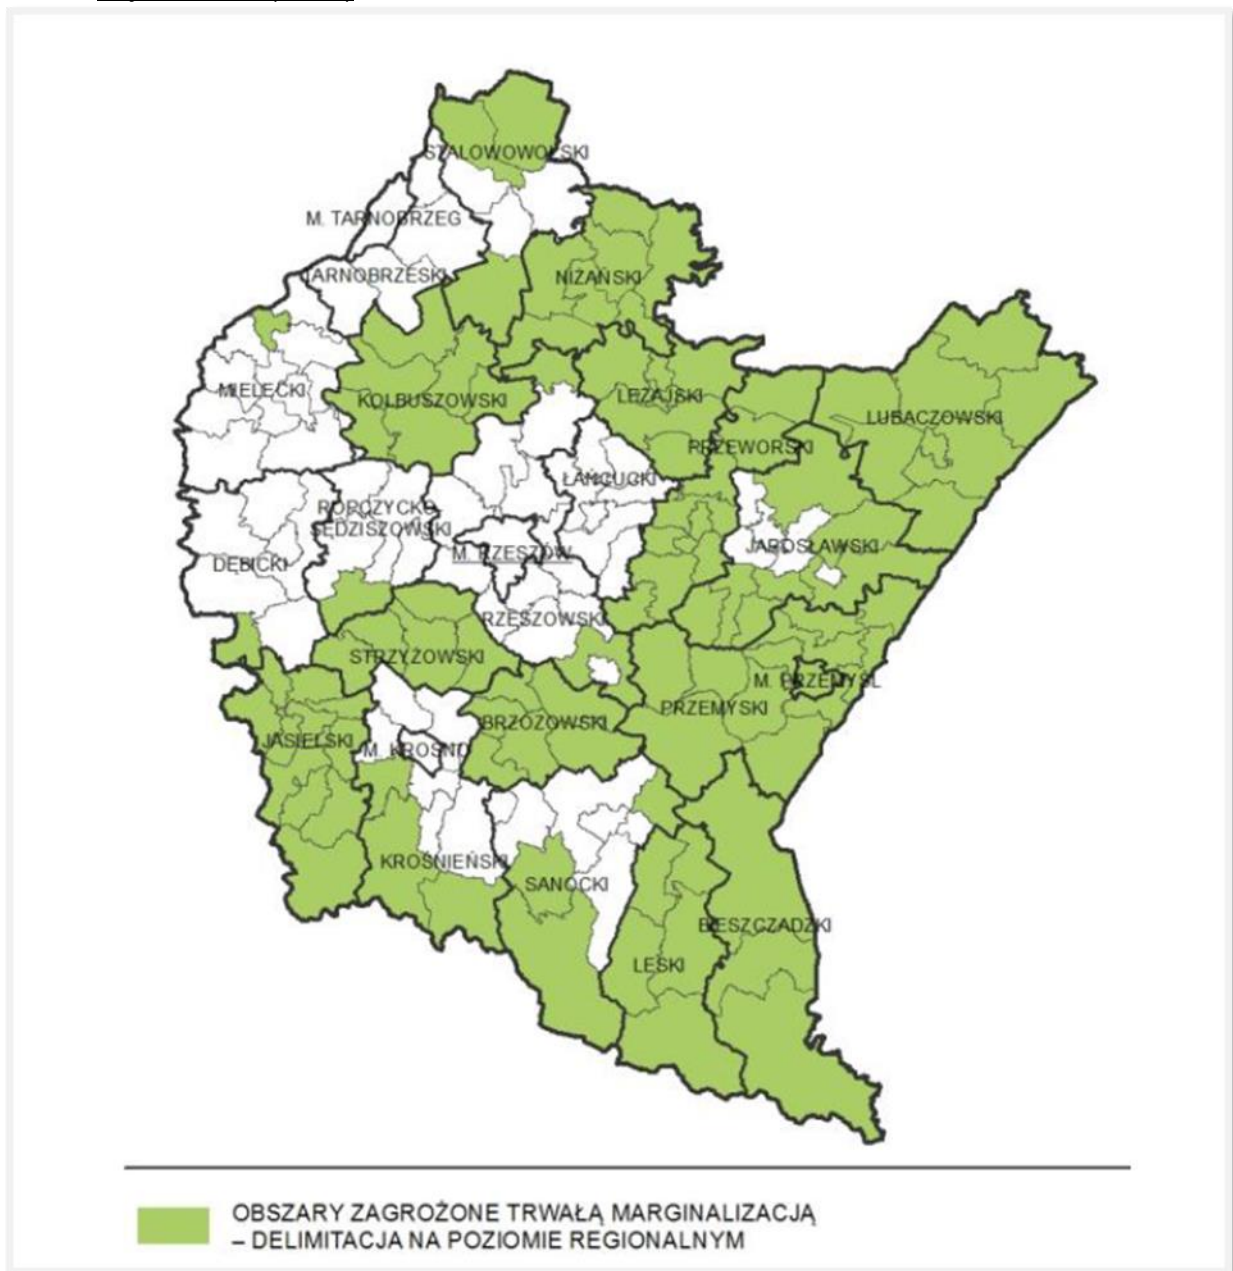 STALOWOWOLSKI
M. TARNOBRZEG
TARNOBRZESKI
NIŻAŃSKI
MIELECKI
KOLBUSZOWSKI
LEŻAJSKI
LUBACZOWSKI
PRZEWORSKI
ŁAŃCUCKI
ROPCZYCKO
SĘDZISZOWSKI
M. RZESZÓW
JAROSŁAWSKI
DĘBICKI
RZESZOWSKI
STRZYŻOWSKI
M. PRZEMYŚL
PRZEMYSKI
BRZOZOWSKI
JASIELSKI
M. KROSNO
KROŚNIEŃSKI
SANOCKI
BIESZCZADZKI
LESKI
OBSZARY ZAGROŻONE TRWAŁĄ MARGINALIZACJĄ
– DELIMITACJA NA POZIOMIE REGIONALNYM